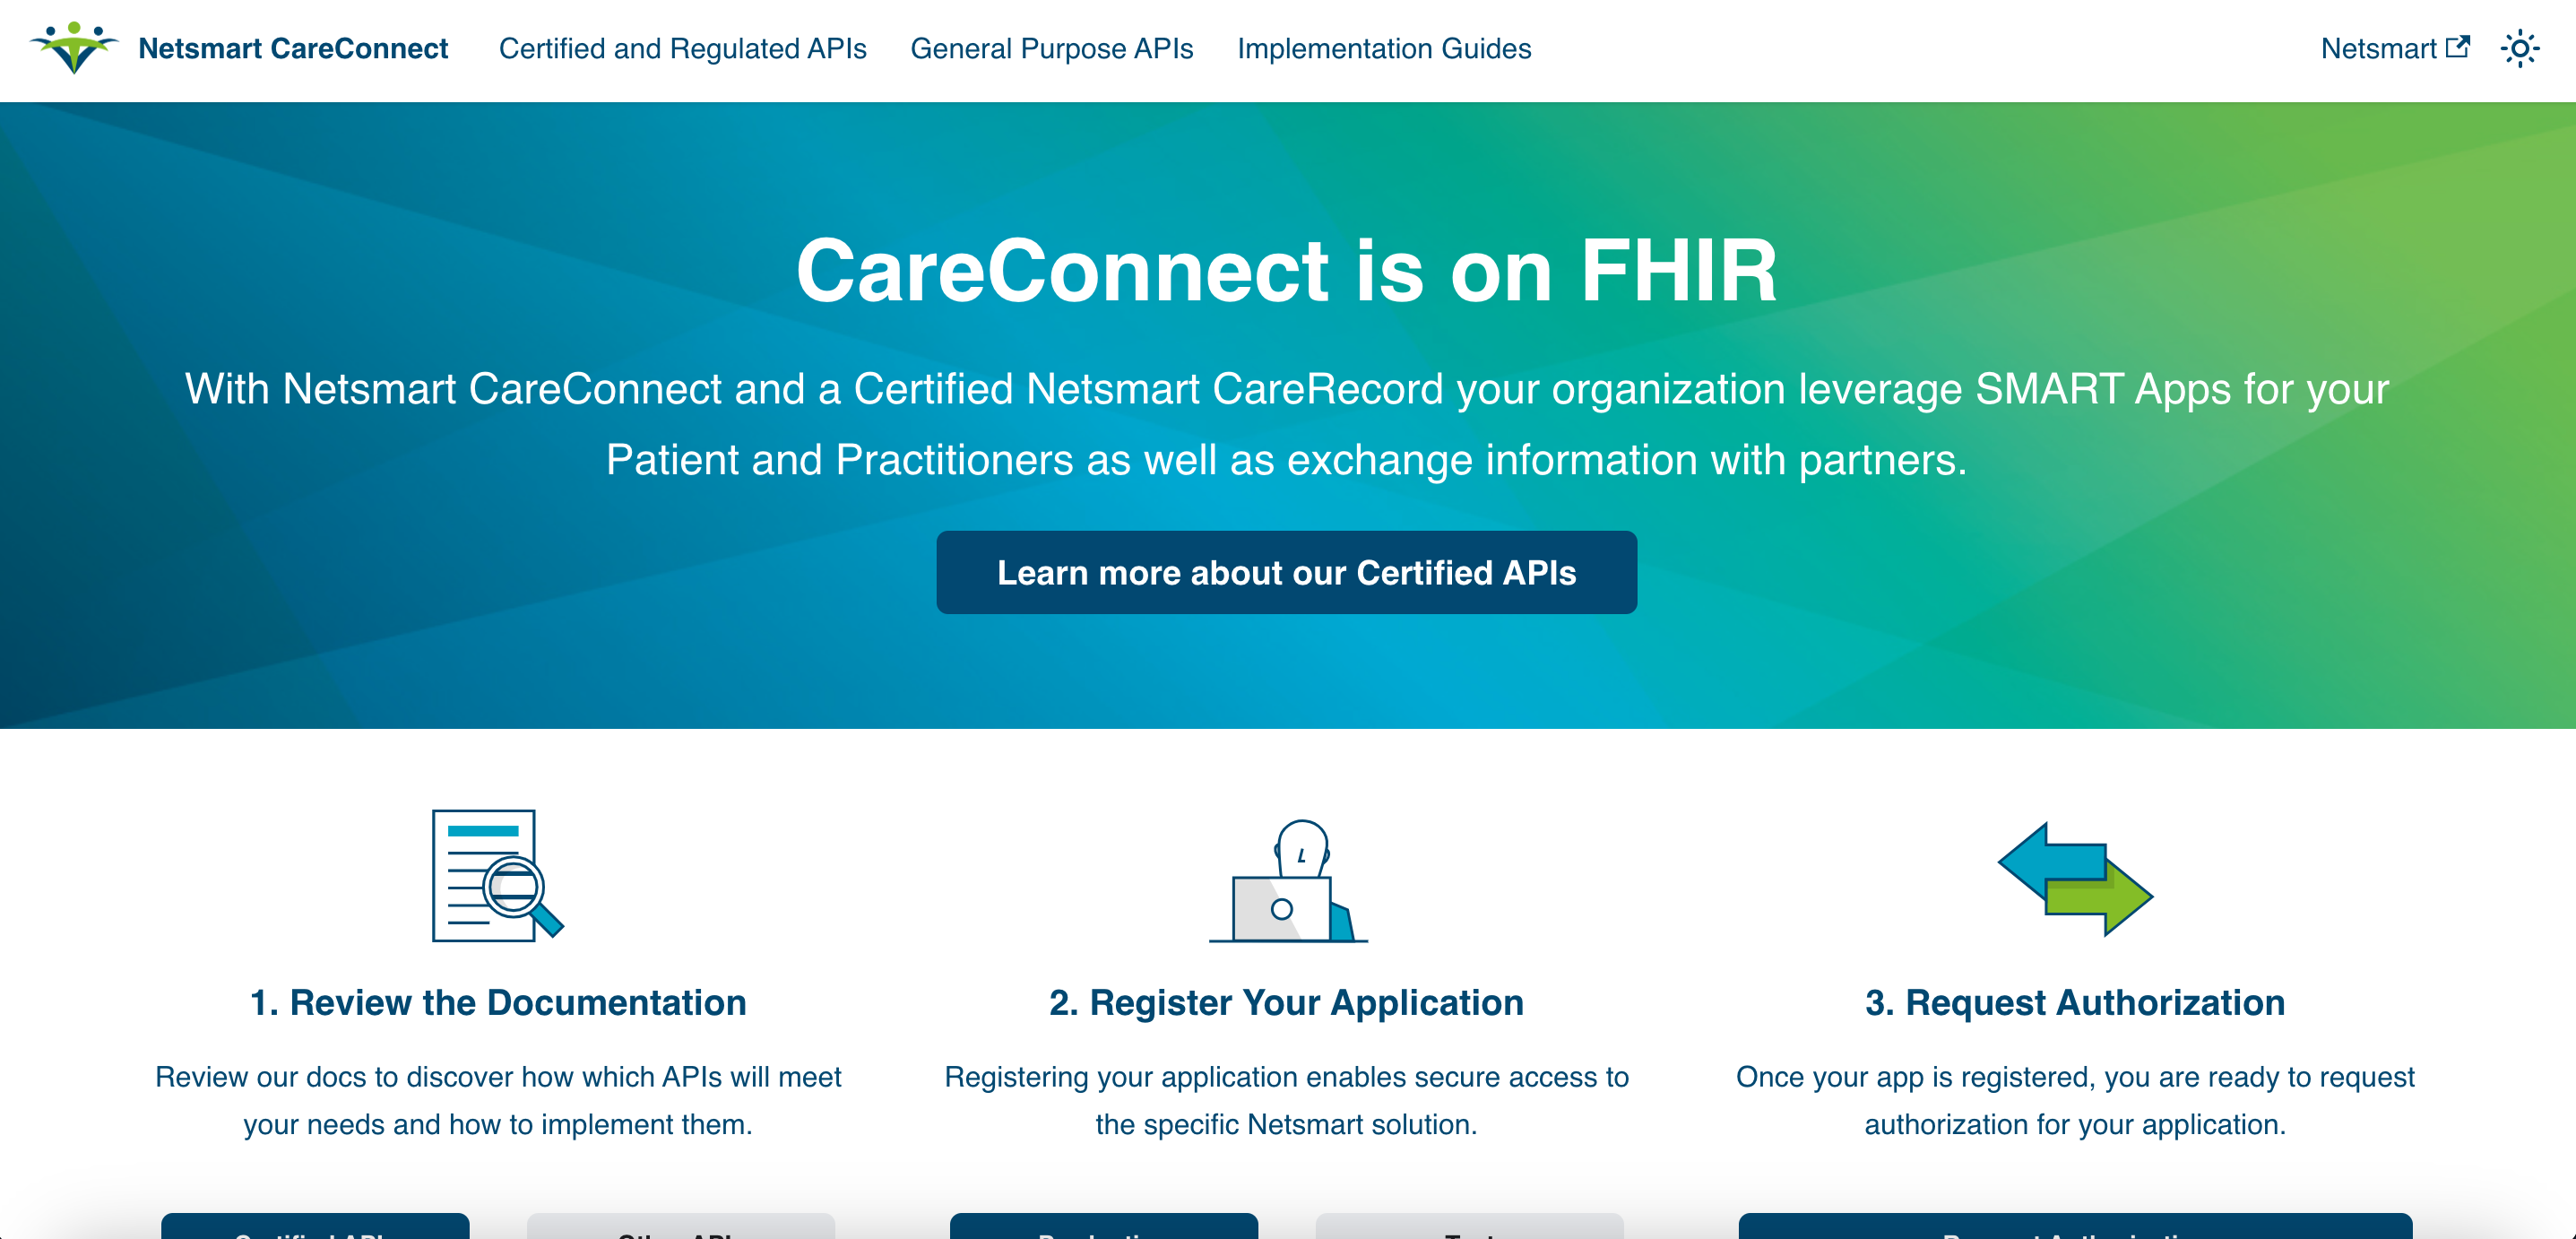 Netsmart CareConnect
Certified and Regulated APIs
General Purpose APIs
Implementation Guides
Netsmart
CareConnect is on FHIR
With Netsmart CareConnect and a Certified Netsmart CareRecord your organization leverage SMART Apps for your
Patient and Practitioners as well as exchange information with partners.
Learn more about our Certified APIs
1. Review the Documentation
Review our docs to discover how which APIs will meet
your needs and how to implement them.
2. Register Your Application
Registering your application enables secure access to
the specific Netsmart solution.
3. Request Authorization
Once your app is registered, you are ready to request
authorization for your application.